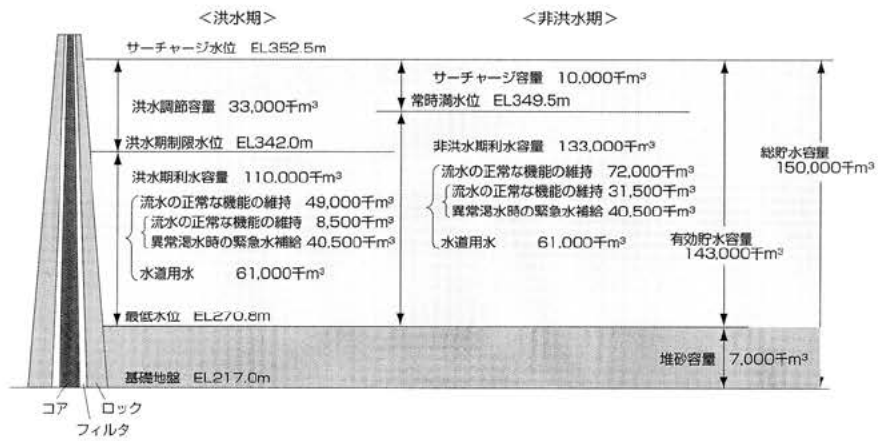 ＜洪水期＞
＜非洪水期＞
サーチャージ水位 EL352.5m
洪水調節容量 33,000千m³
洪水期制限水位 EL342.0m
洪水期利水容量 110,000千m³
流水の正常な機能の維持 49,000千m³
流水の正常な機能の維持 8,500千m³
異常渇水時の緊急水補給 40,500千m³
水道用水 61,000千m³
最低水位 EL270.8m
基礎地盤 EL217.0m
コア
ロック
フィルタ
サーチャージ容量 10,000千m³
常時満水位 EL349.5m
非洪水期利水容量 133,000千m³
流水の正常な機能の維持 72,000千m³
流水の正常な機能の維持 31,500千m³
異常渇水時の緊急水補給 40,500千m³
水道用水 61,000千m³
有効貯水容量
143,000千m³
堆砂容量 7,000千m³
総貯水容量
150,000千m³